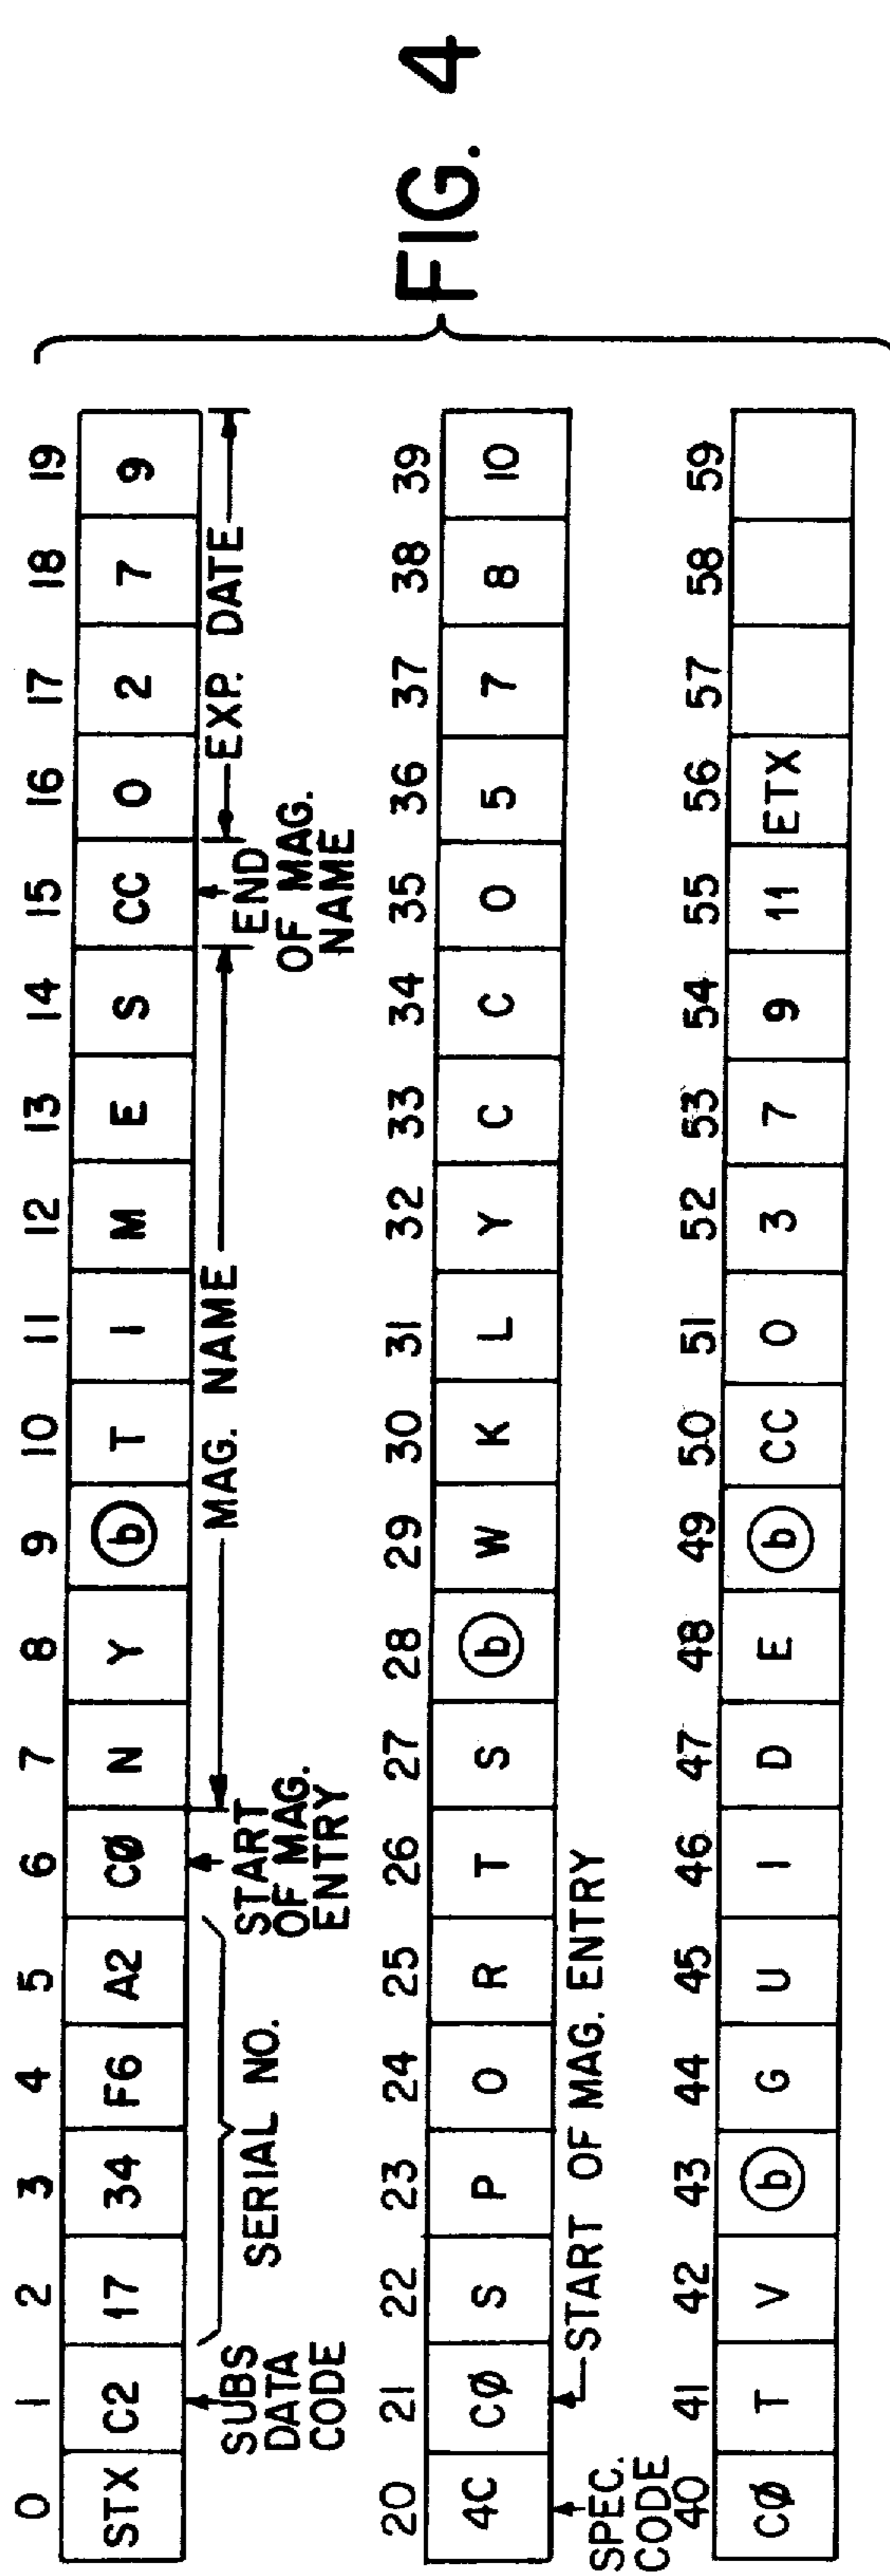 0 1 2 3 4 5 6 7 8 9 10 11 12 13 14 15 16 17 18 19
STX C2 17 34 F6 A2 CØ N Y b T I M E S CC 0 2 7 9
SUBS DATA CODE
SERIAL NO.
START OF MAG. ENTRY
MAG. NAME
END OF MAG. NAME
EXP. DATE
20 21 22 23 24 25 26 27 28 29 30 31 32 33 34 35 36 37 38 39
4C CØ S P O R T S b W K L Y C C 0 5 7 8 10
SPEC. CODE
START OF MAG. ENTRY
40 41 42 43 44 45 46 47 48 49 50 51 52 53 54 55 56 57 58 59
CØ T V b G U I D E b CC 0 3 7 9 11 ETX
FIG. 4